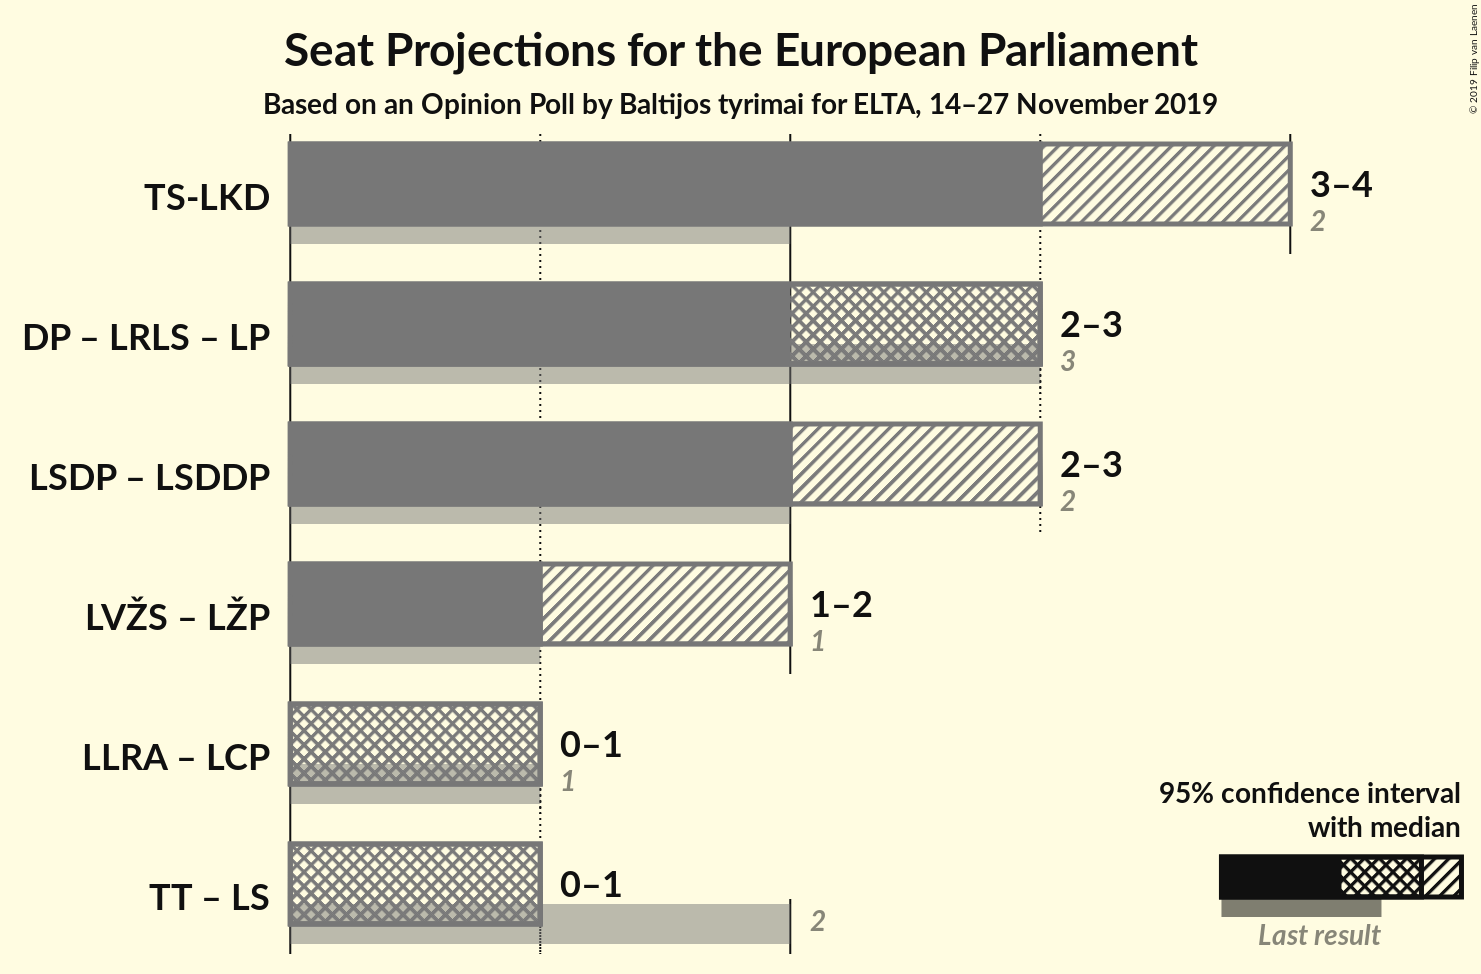 Seat Projections for the European Parliament
Based on an Opinion Poll by Baltijos tyrimai for ELTA, 14–27 November 2019
© 2019 Filip van Laenen
TS-LKD
3–4
2
DP – LRLS – LP
2–3
3
LSDP – LSDDP
2–3
2
LVŽS – LŽP
1–2
1
LLRA – LCP
0–1
1
TT – LS
0–1
2
95% confidence interval
with median
Last result